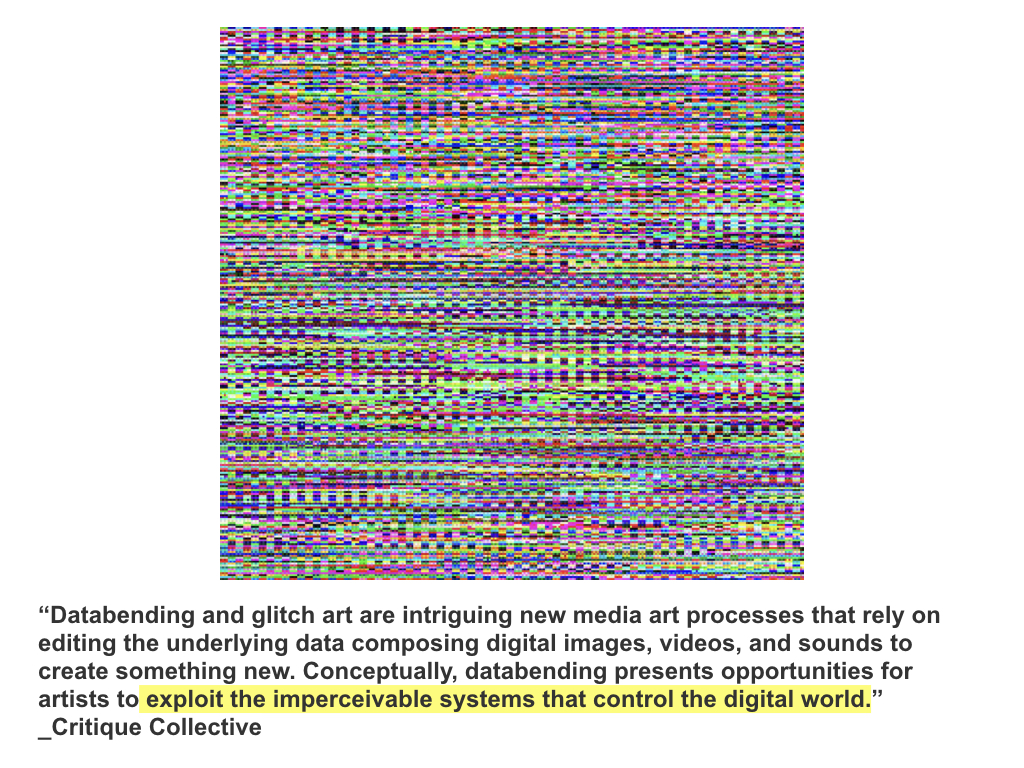 “Databending and glitch art are intriguing new media art processes that rely on
editing the underlying data composing digital images, videos, and sounds to
create something new. Conceptually, databending presents opportunities for
artists to exploit the imperceivable systems that control the digital world.”
_Critique Collective